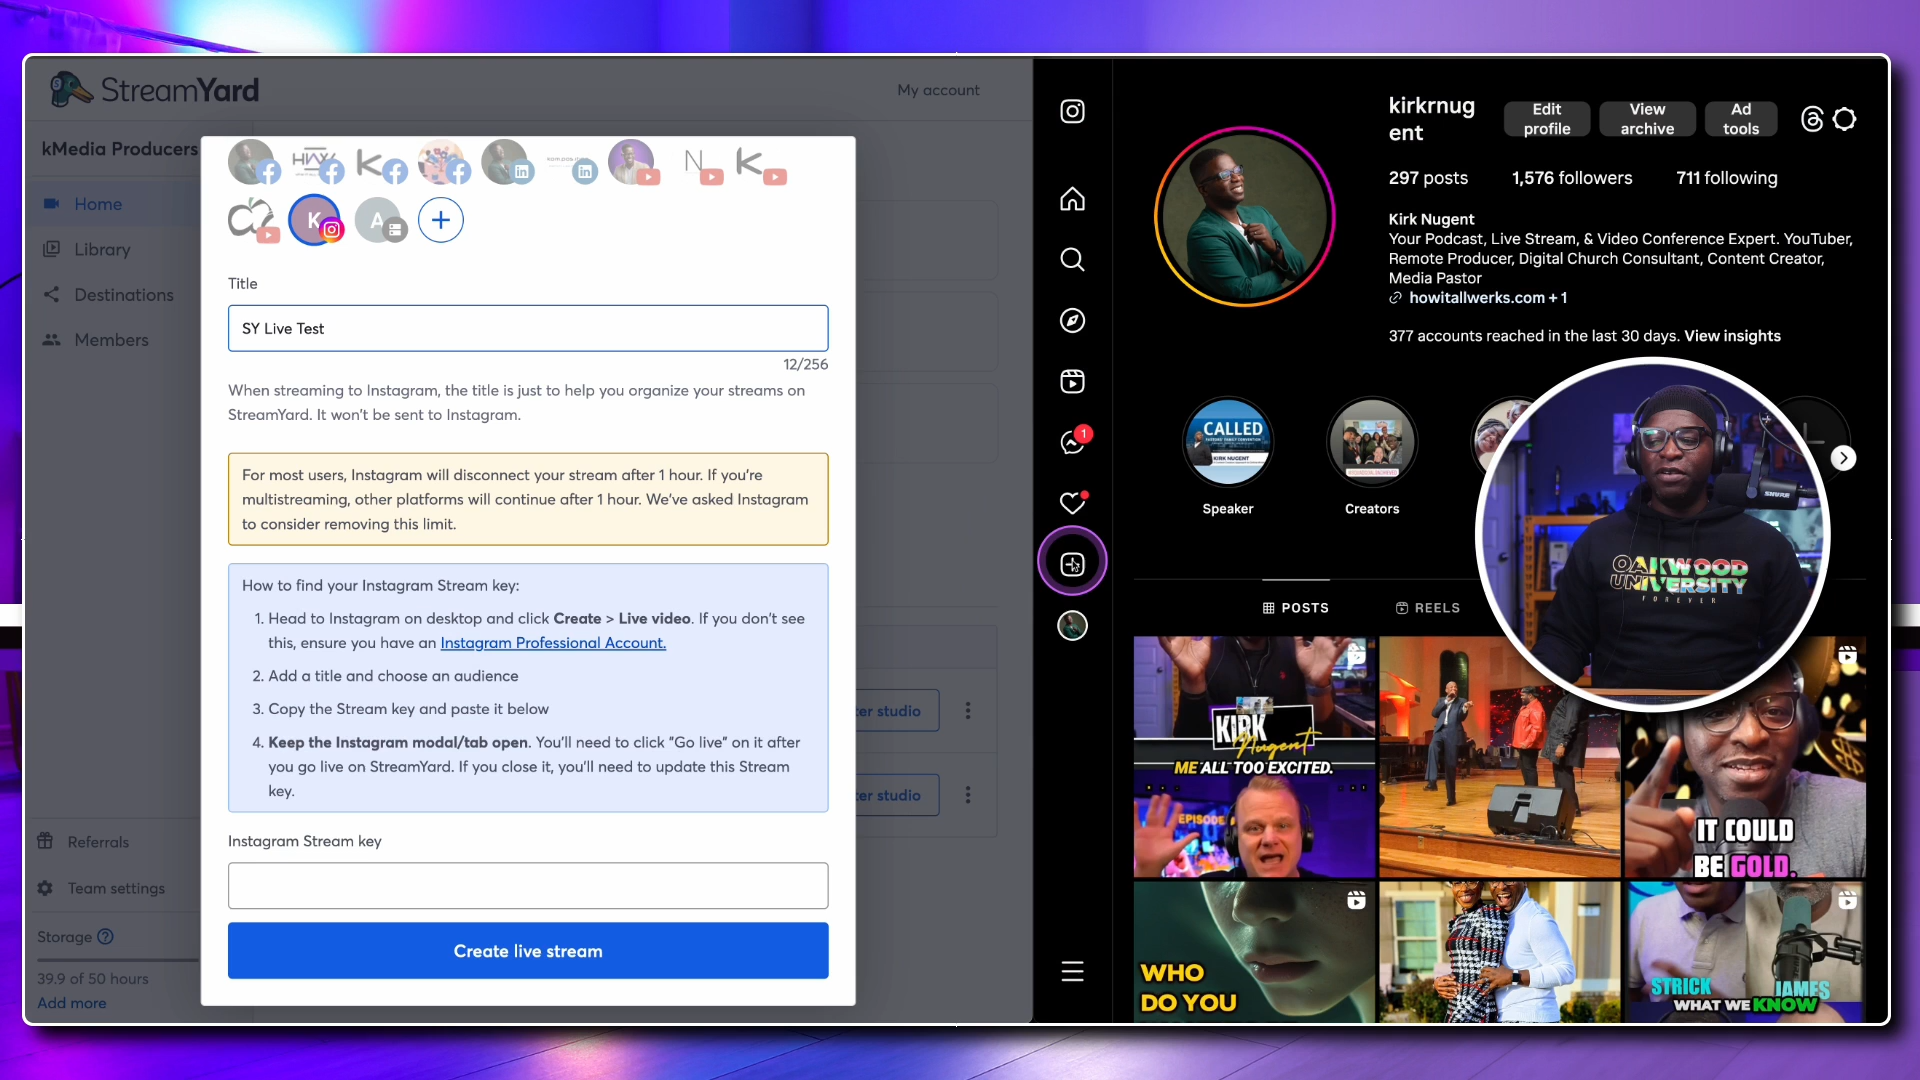 StreamYard
My account
kMedia Producers
Home
Library
Destinations
Members
Referrals
Team settings
Storage
39.9 of 50 hours
Add more
K
A
Title
SY Live Test
12/256
When streaming to Instagram, the title is just to help you organize your streams on
StreamYard. It won't be sent to Instagram.
For most users, Instagram will disconnect your stream after 1 hour. If you're
multistreaming, other platforms will continue after 1 hour. We've asked Instagram
to consider removing this limit.
How to find your Instagram Stream key:
1. Head to Instagram on desktop and click Create > Live video. If you don't see
this, ensure you have an Instagram Professional Account.
2. Add a title and choose an audience
3. Copy the Stream key and paste it below
4. Keep the Instagram modal/tab open. You'll need to click "Go live" on it after
you go live on StreamYard. If you close it, you'll need to update this Stream
key.
Instagram Stream key
Create live stream
er studio
er studio
1
kirkrnug
ent
Edit
profile
View
archive
Ad
tools
297 posts
1,576 followers
711 following
Kirk Nugent
Your Podcast, Live Stream, & Video Conference Expert. YouTuber,
Remote Producer, Digital Church Consultant, Content Creator,
Media Pastor
howitallwerks.com + 1
377 accounts reached in the last 30 days. View insights
CALLED
KIRK NUGENT
Speaker
Creators
OAKWOOD
UNIVERSITY
FOREVER
POSTS
REELS
KIRK
Nugent
ME ALL TOO EXCITED.
EPISODE
IT COULD
BE GOLD.
WHO
DO YOU
STRICK
JAMES
WHAT WE KNOW